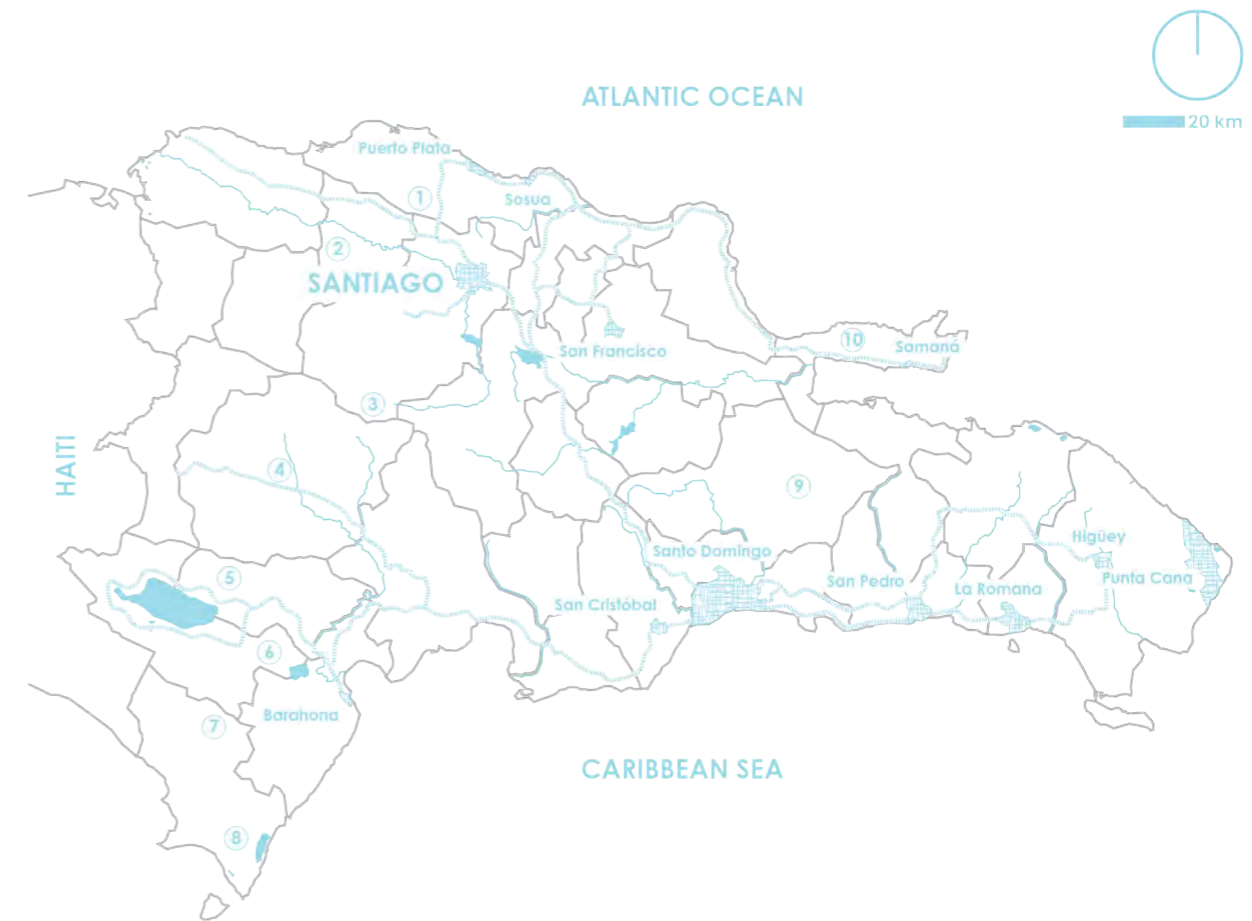 ATLANTIC OCEAN
20 km
Puerto Plata
1
Sosua
2
SANTIAGO
San Francisco
10
Samaná
3
HAITI
4
9
Higüey
Santo Domingo
5
San Pedro
La Romana
Punta Cana
San Cristóbal
6
Barahona
7
CARIBBEAN SEA
8